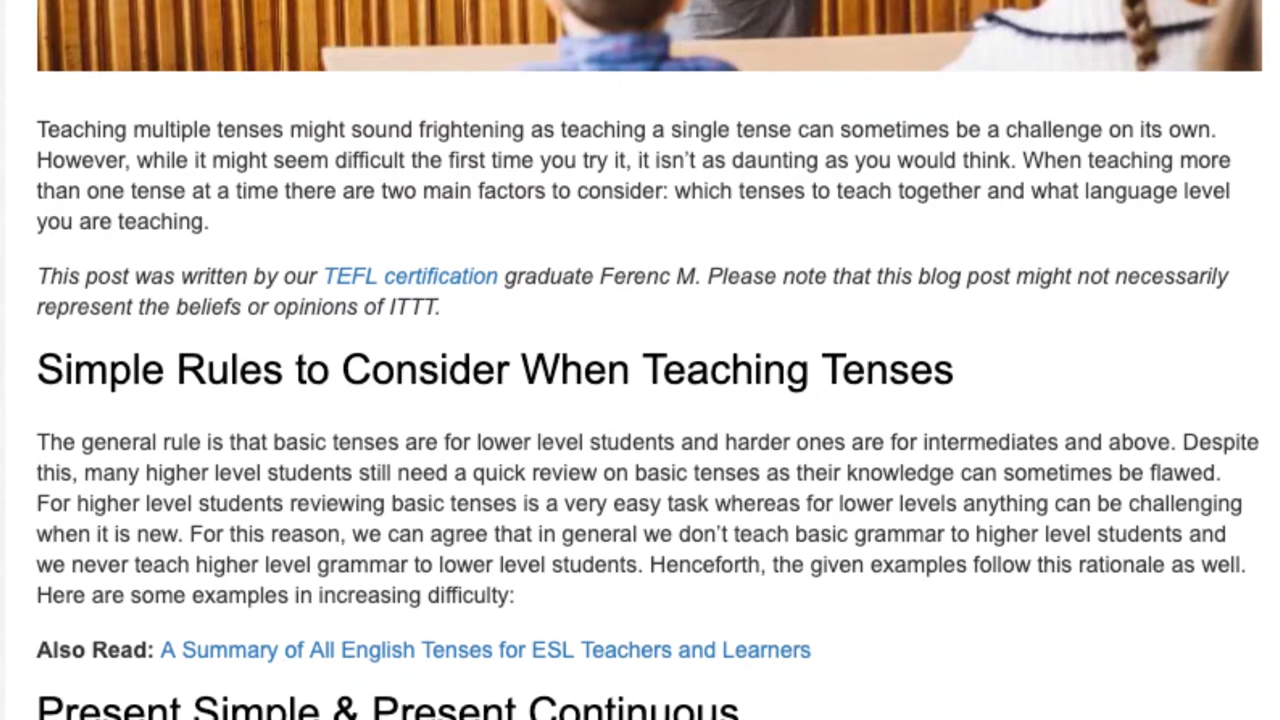 Teaching multiple tenses might sound frightening as teaching a single tense can sometimes be a challenge on its own.
However, while it might seem difficult the first time you try it, it isn’t as daunting as you would think. When teaching more
than one tense at a time there are two main factors to consider: which tenses to teach together and what language level
you are teaching.
This post was written by our TEFL certification graduate Ferenc M. Please note that this blog post might not necessarily
represent the beliefs or opinions of ITTT.
Simple Rules to Consider When Teaching Tenses
The general rule is that basic tenses are for lower level students and harder ones are for intermediates and above. Despite
this, many higher level students still need a quick review on basic tenses as their knowledge can sometimes be flawed.
For higher level students reviewing basic tenses is a very easy task whereas for lower levels anything can be challenging
when it is new. For this reason, we can agree that in general we don’t teach basic grammar to higher level students and
we never teach higher level grammar to lower level students. Henceforth, the given examples follow this rationale as well.
Here are some examples in increasing difficulty:
Also Read: A Summary of All English Tenses for ESL Teachers and Learners
Present Simple & Present Continuous